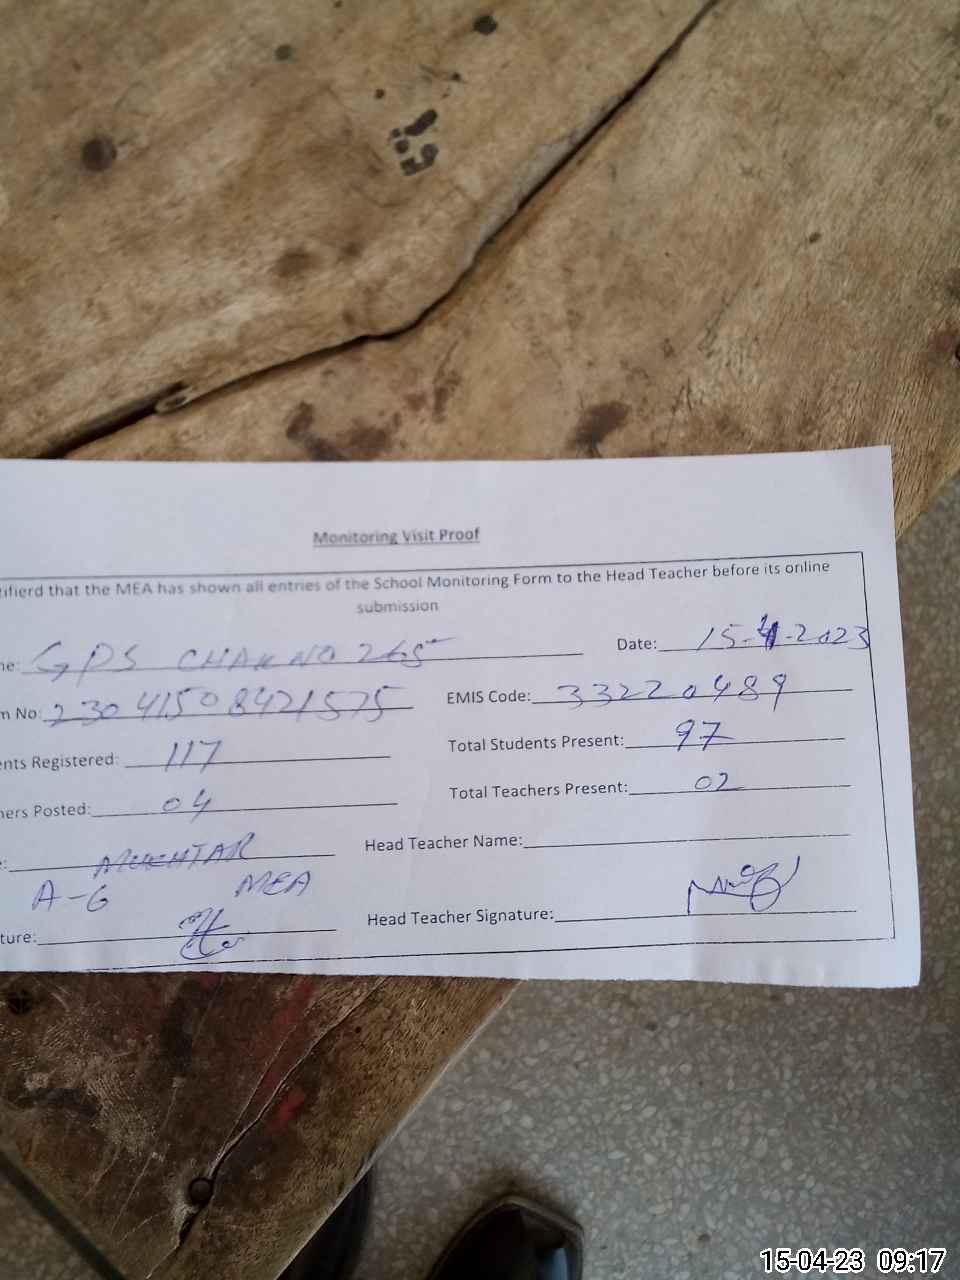 Monitoring Visit Proof
ifierd that the MEA has shown all entries of the School Monitoring Form to the Head Teacher before its online
submission
ne: GPS CHAK NO 265 Date: 15-4-2023
m No: 23041508421575 EMIS Code: 33220489
ents Registered: 117 Total Students Present: 97
hers Posted: 04 Total Teachers Present: 02
: MUKHTAR Head Teacher Name:
A-6 MEA
ture: Head Teacher Signature:
15-04-23 09:17